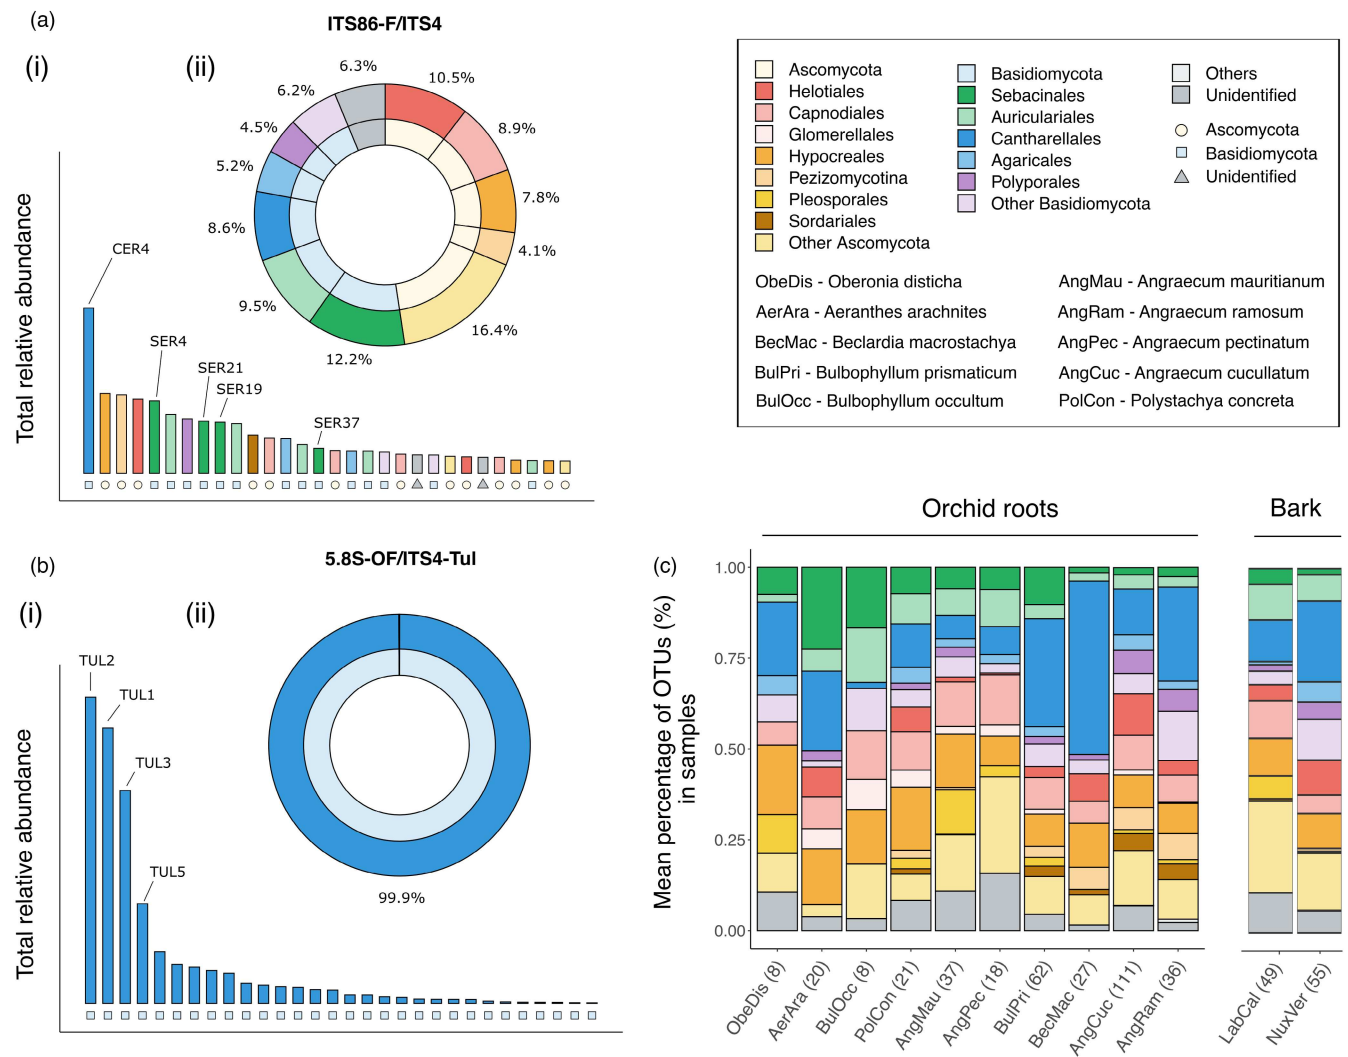 (a)
ITS86-F/ITS4
(i)
(ii)
6.3%
10.5%
6.2%
8.9%
4.5%
5.2%
7.8%
8.6%
4.1%
9.5%
16.4%
12.2%
Total relative abundance
CER4
SER4
SER21
SER19
SER37
Ascomycota
Helotiales
Capnodiales
Glomerellales
Hypocreales
Pezizomycotina
Pleosporales
Sordariales
Other Ascomycota
Basidiomycota
Sebacinales
Auriculariales
Cantharellales
Agaricales
Polyporales
Other Basidiomycota
Others
Unidentified
Ascomycota
Basidiomycota
Unidentified
ObeDis - Oberonia disticha
AerAra - Aeranthes arachnites
BecMac - Beclardia macrostachya
BulPri - Bulbophyllum prismaticum
BulOcc - Bulbophyllum occultum
AngMau - Angraecum mauritianum
AngRam - Angraecum ramosum
AngPec - Angraecum pectinatum
AngCuc - Angraecum cucullatum
PolCon - Polystachya concreta
(b)
5.8S-OF/ITS4-Tul
(i)
(ii)
TUL2
TUL1
TUL3
TUL5
99.9%
Total relative abundance
(c)
Orchid roots
Bark
Mean percentage of OTUs (%)
in samples
1.00
0.75
0.50
0.25
0.00
ObeDis (8)
AerAra (20)
BulOcc (8)
PolCon (21)
AngMau (37)
AngPec (18)
BulPri (62)
BecMac (27)
AngCuc (111)
AngRam (36)
LabCal (49)
NuxVer (55)